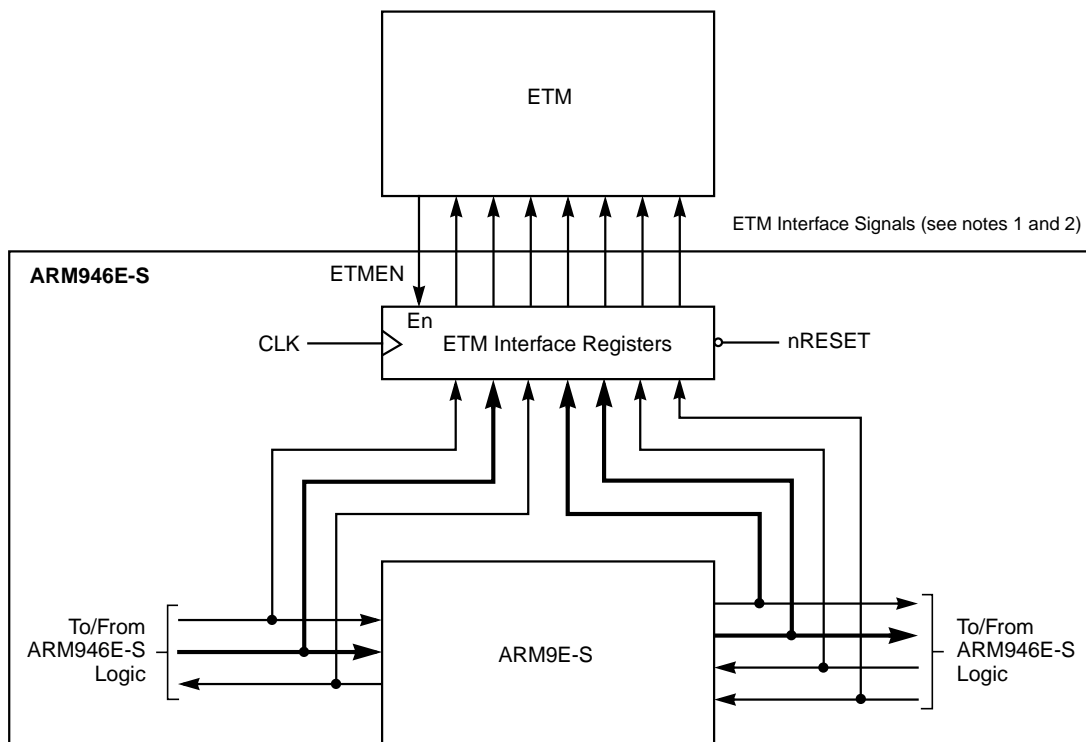 ETM
ETM Interface Signals (see notes 1 and 2)
ARM946E-S
ETMEN
En
CLK
ETM Interface Registers
nRESET
To/From
ARM946E-S
Logic
ARM9E-S
To/From
ARM946E-S
Logic